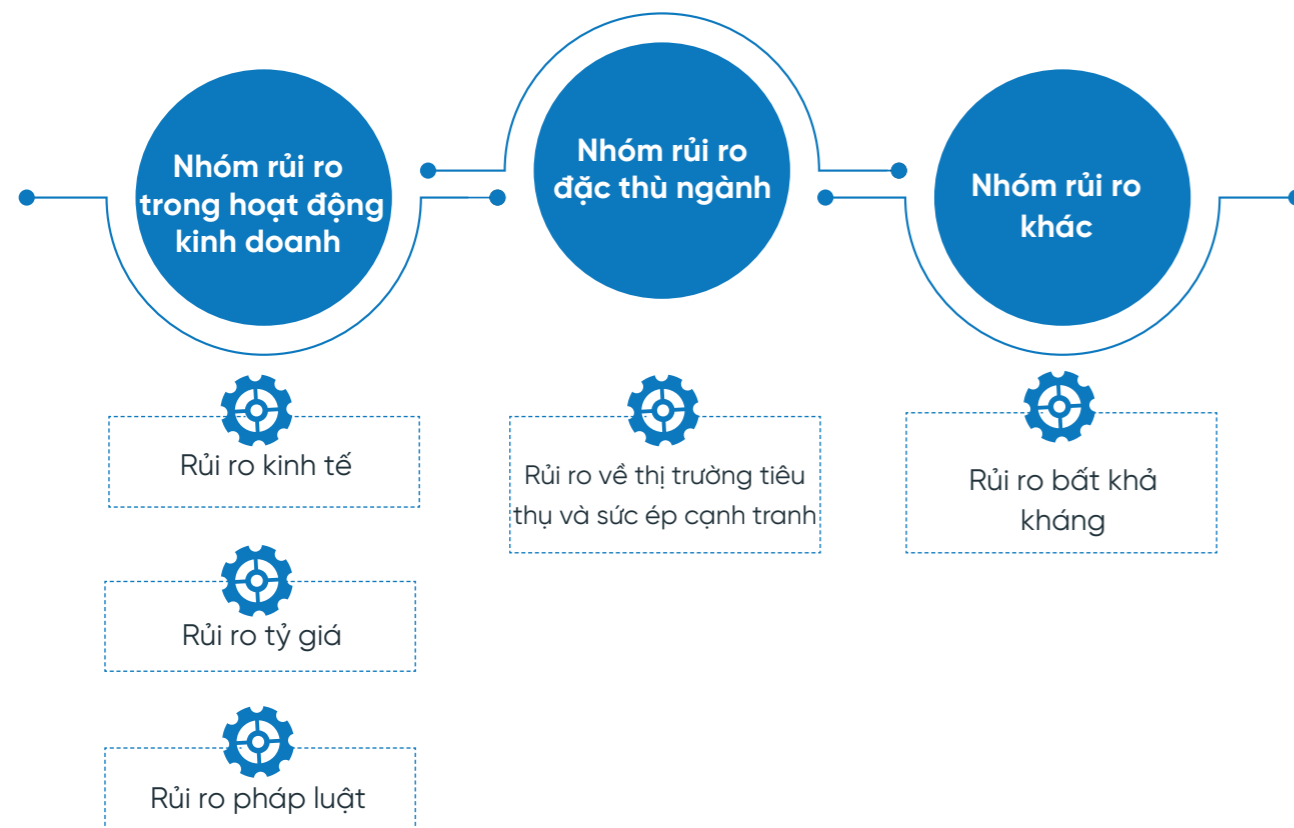 Nhóm rủi ro
trong hoạt động
kinh doanh
Nhóm rủi ro
đặc thù ngành
Nhóm rủi ro
khác
Rủi ro kinh tế
Rủi ro tỷ giá
Rủi ro pháp luật
Rủi ro về thị trường tiêu
thụ và sức ép cạnh tranh
Rủi ro bất khả
kháng